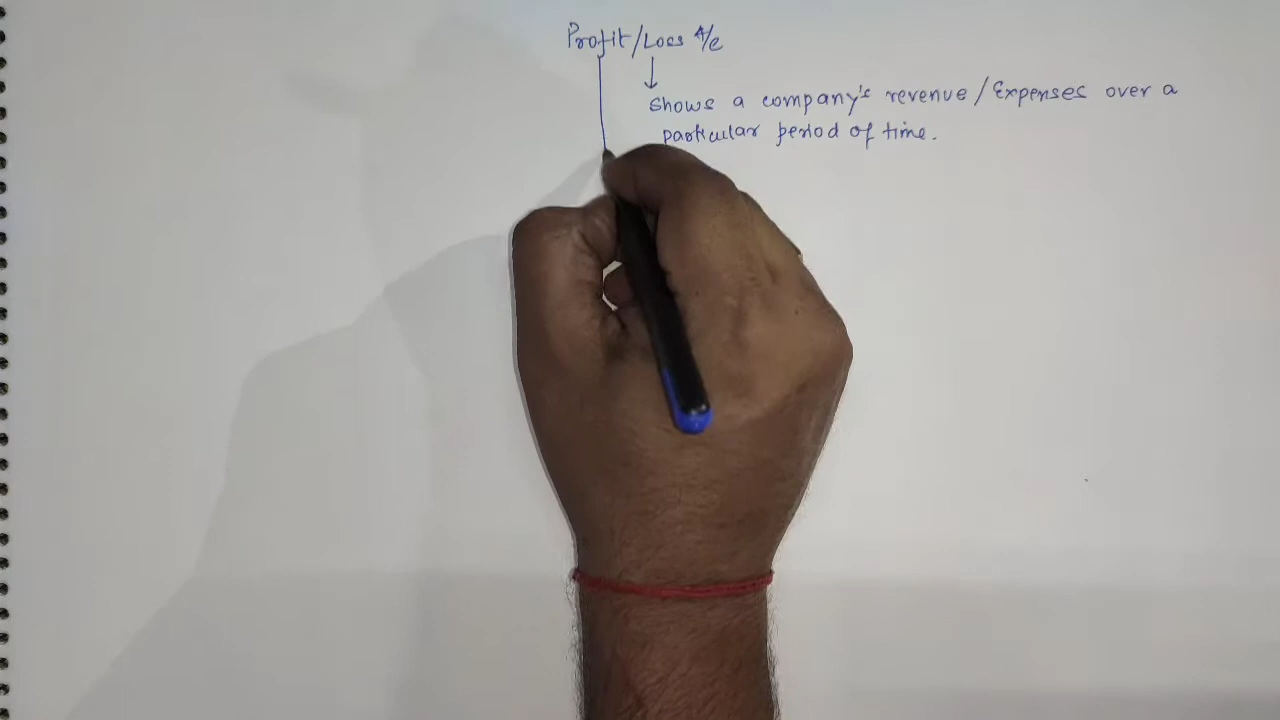 Profit/Loss A/c
Shows a company's revenue/Expenses over a
particular period of time.